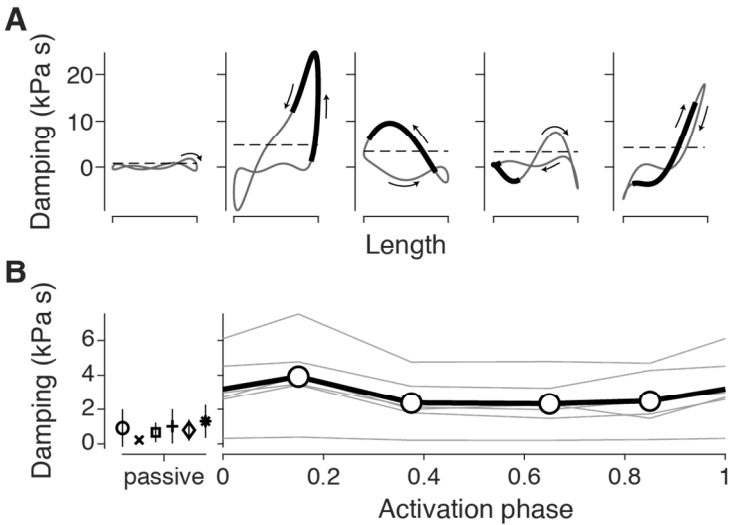 A
Damping (kPa s)
20
10
0
Length
B
Damping (kPa s)
6
4
2
0
passive
0
0.2
0.4
0.6
0.8
1
Activation phase